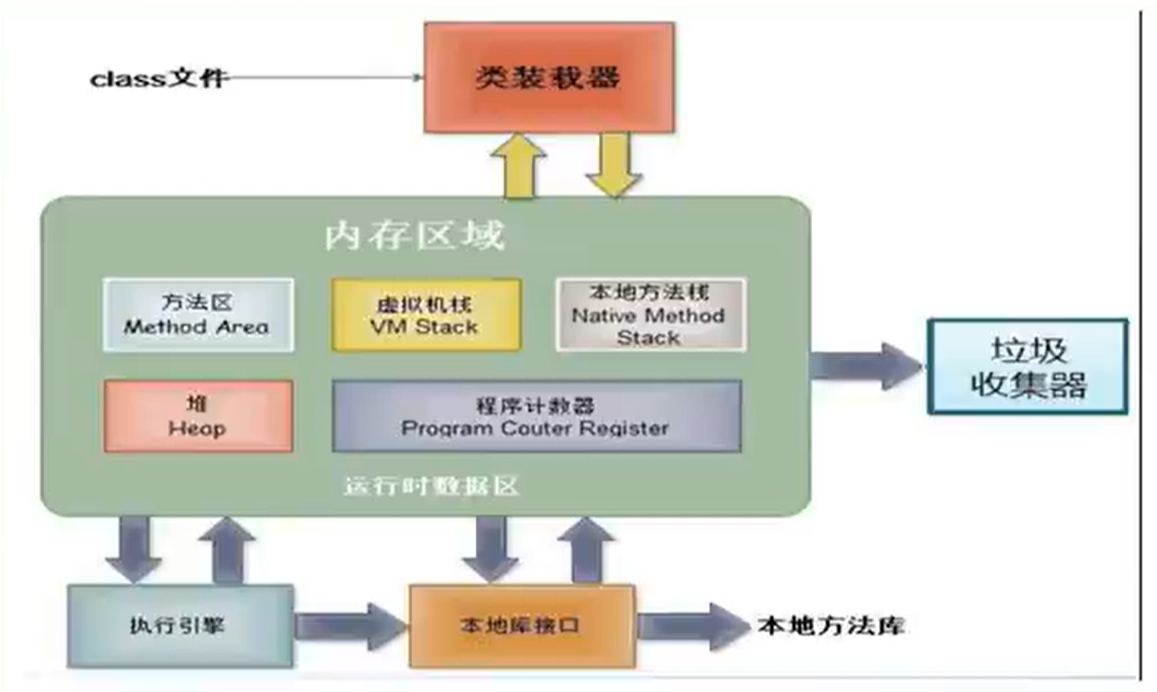 class文件
类装载器
内存区域
方法区
Method Area
虚拟机栈
VM Stack
本地方法栈
Native Method
Stack
堆
Heap
程序计数器
Program Couter Register
运行时数据区
垃圾
收集器
执行引擎
本地库接口
本地方法库